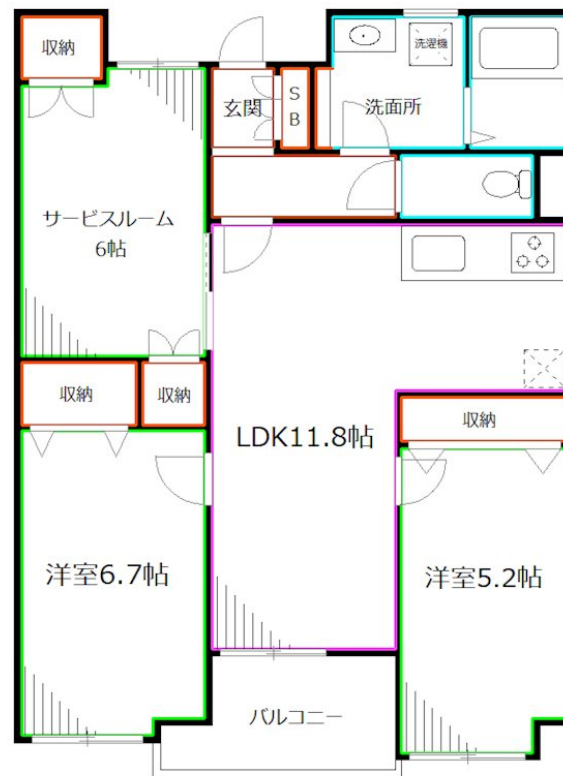 収納
玄関
S
B
洗面所
洗濯機
サービスルーム
6帖
収納
収納
LDK11.8帖
収納
洋室6.7帖
洋室5.2帖
バルコニー